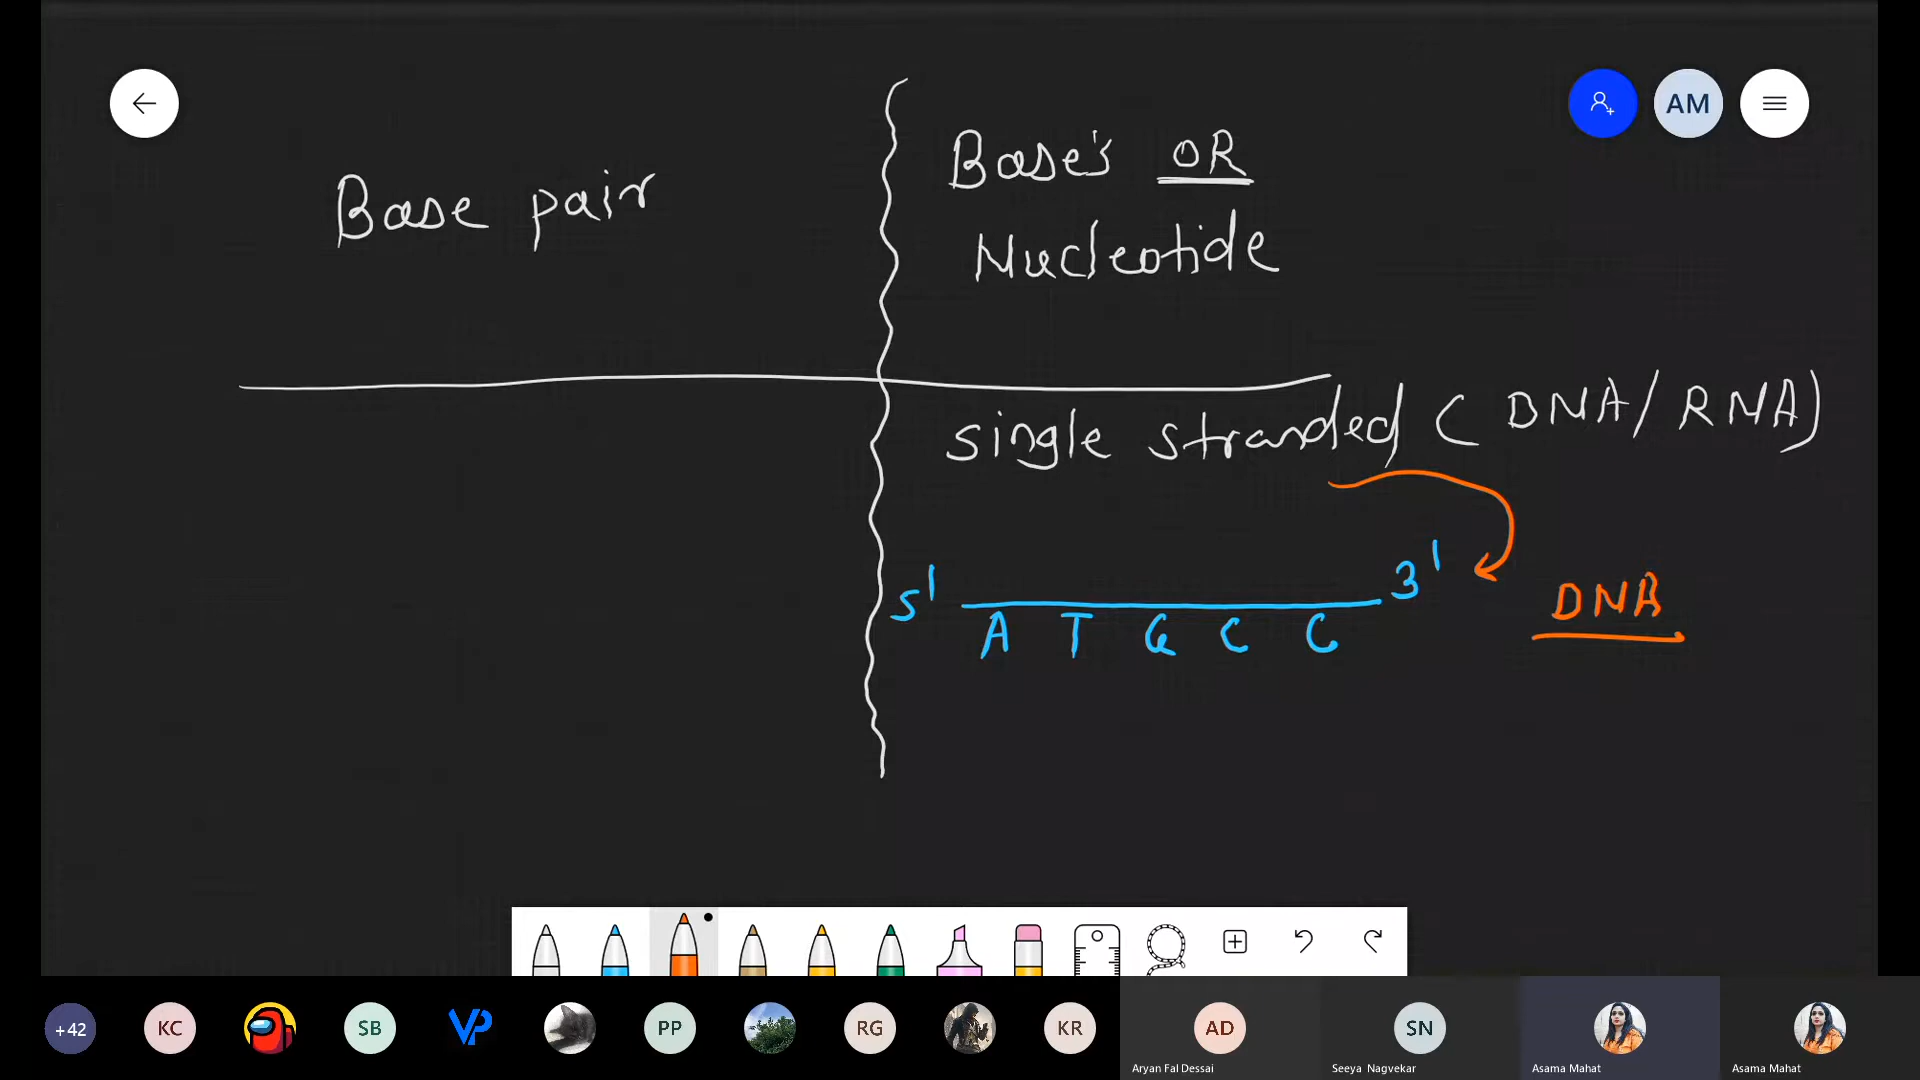 AM
Base pair
Base's OR
Nucleotide
single stranded ( DNA/ RNA)
5' 3'
A T G C G
DNA
+42
KC
SB
VP
PP
RG
KR
AD
SN
Aryan Fal Dessai
Seeya Nagvekar
Asama Mahat
Asama Mahat